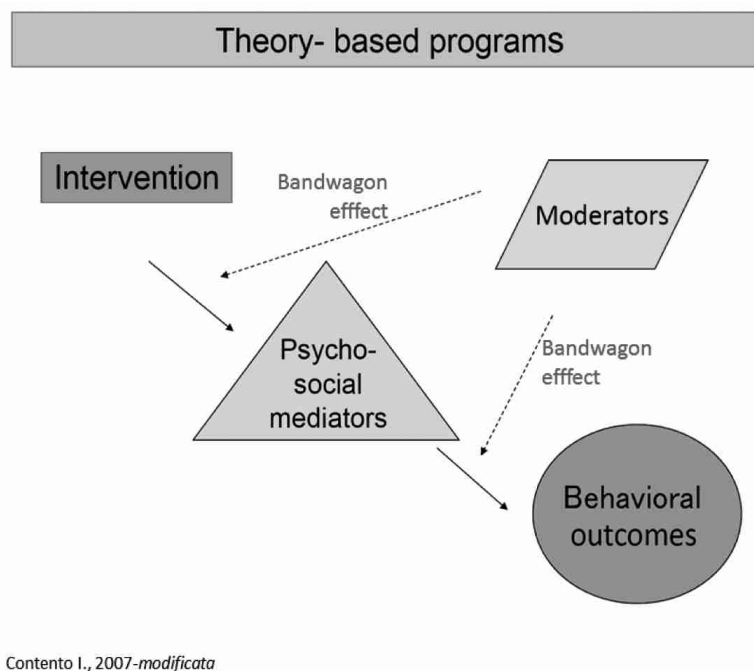 Theory- based programs
Intervention
Bandwagon
efffect
Moderators
Psycho-
social
mediators
Bandwagon
efffect
Behavioral
outcomes
Contento I., 2007-modificata